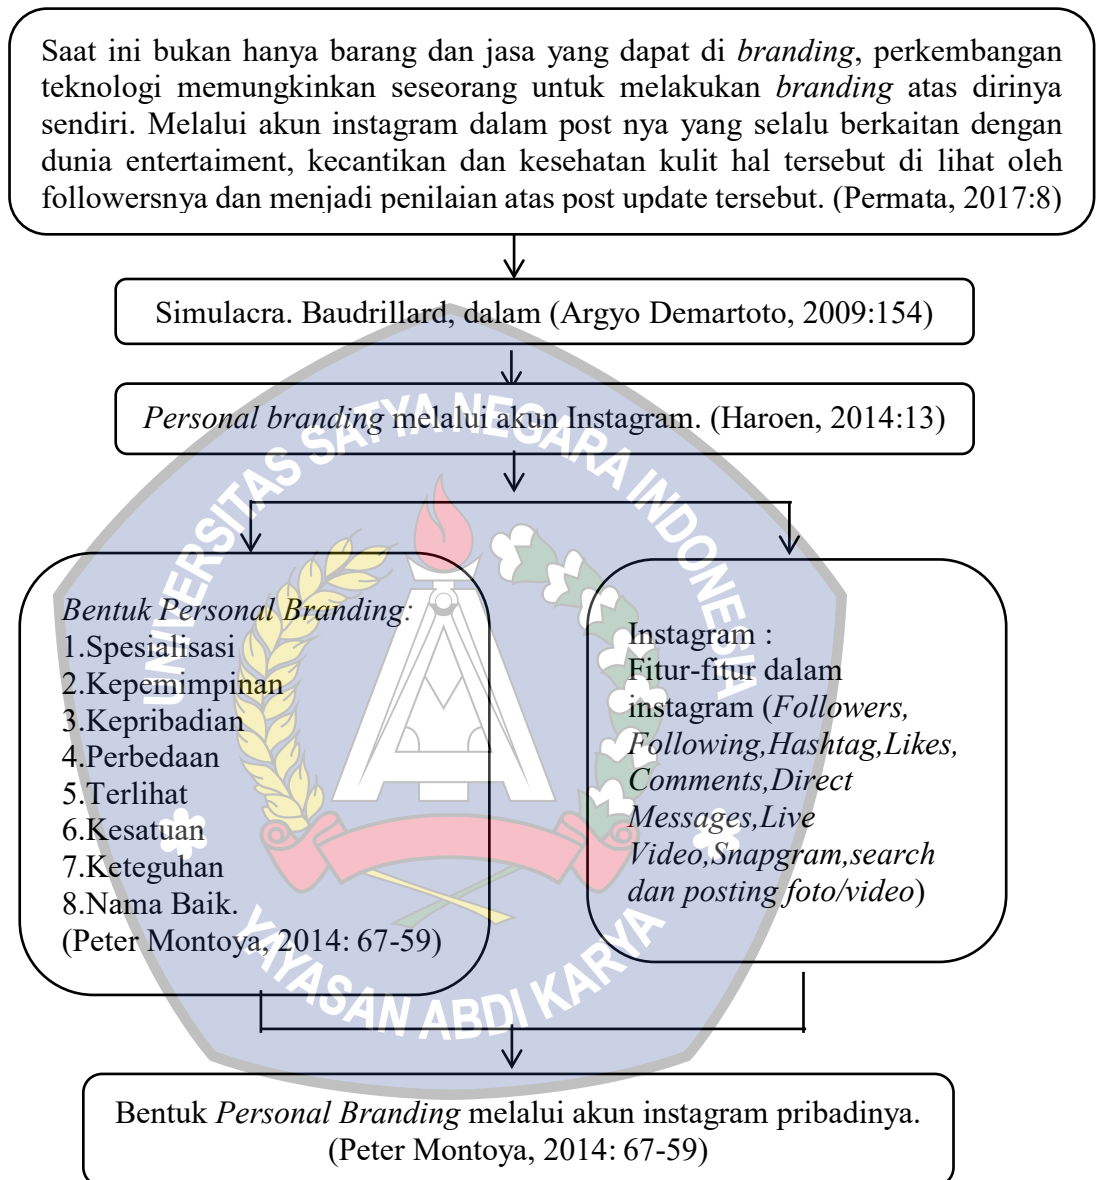 Saat ini bukan hanya barang dan jasa yang dapat di branding, perkembangan
teknologi memungkinkan seseorang untuk melakukan branding atas dirinya
sendiri. Melalui akun instagram dalam post nya yang selalu berkaitan dengan
dunia entertaiment, kecantikan dan kesehatan kulit hal tersebut di lihat oleh
followersnya dan menjadi penilaian atas post update tersebut. (Permata, 2017:8)
Simulacra. Baudrillard, dalam (Argyo Demartoto, 2009:154)
Personal branding melalui akun Instagram. (Haroen, 2014:13)
UNIVERSITAS SATYA NEGARA INDONESIA
Bentuk Personal Branding:
1.Spesialisasi
2.Kepemimpinan
3.Kepribadian
4.Perbedaan
5.Terlihat
6.Kesatuan
7.Keteguhan
8.Nama Baik.
(Peter Montoya, 2014: 67-59)
Instagram :
Fitur-fitur dalam
instagram (Followers,
Following,Hashtag,Likes,
Comments,Direct
Messages,Live
Video,Snapgram,search
dan posting foto/video)
YAYASAN ABDI KARYA
Bentuk Personal Branding melalui akun instagram pribadinya.
(Peter Montoya, 2014: 67-59)